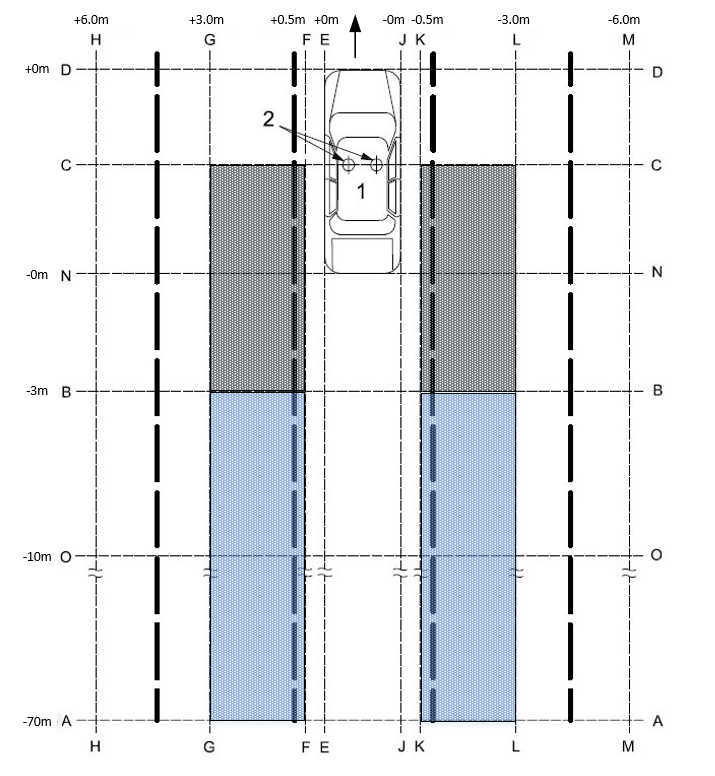 +6.0m +3.0m +0.5m +0m -0m -0.5m -3.0m -6.0m
H G F E J K L M
+0m D D
2
C C
1
-0m N N
-3m B B
-10m O O
-70m A A
H G F E J K L M